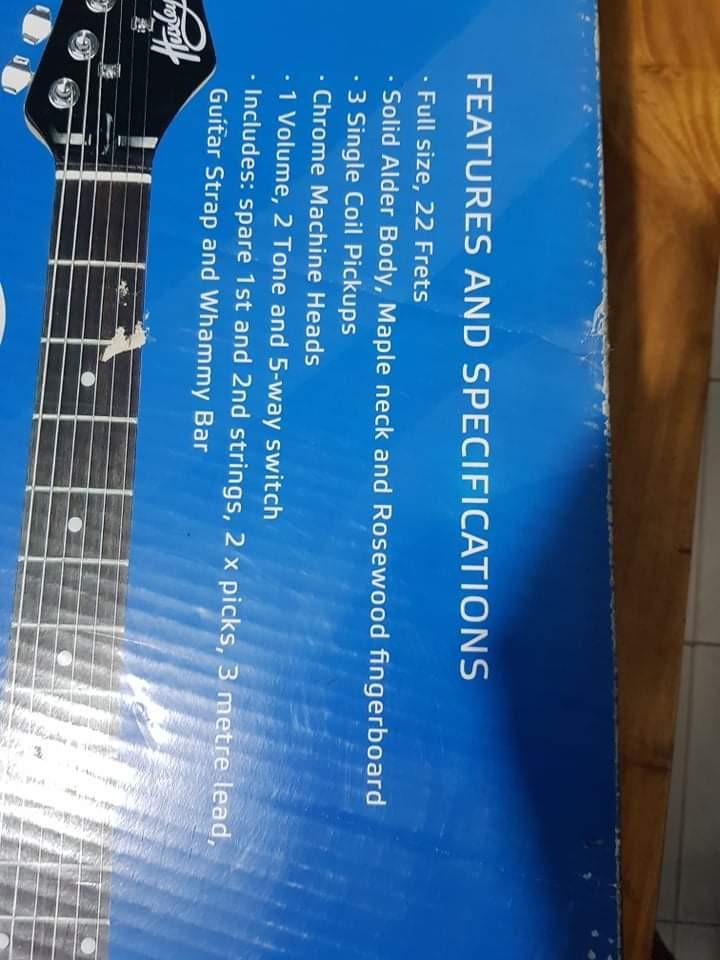 FEATURES AND SPECIFICATIONS
· Full size, 22 Frets
· Solid Alder Body, Maple neck and Rosewood fingerboard
· 3 Single Coil Pickups
· Chrome Machine Heads
· 1 Volume, 2 Tone and 5-way switch
· Includes: spare 1st and 2nd strings, 2 x picks, 3 metre lead,
Guitar Strap and Whammy Bar